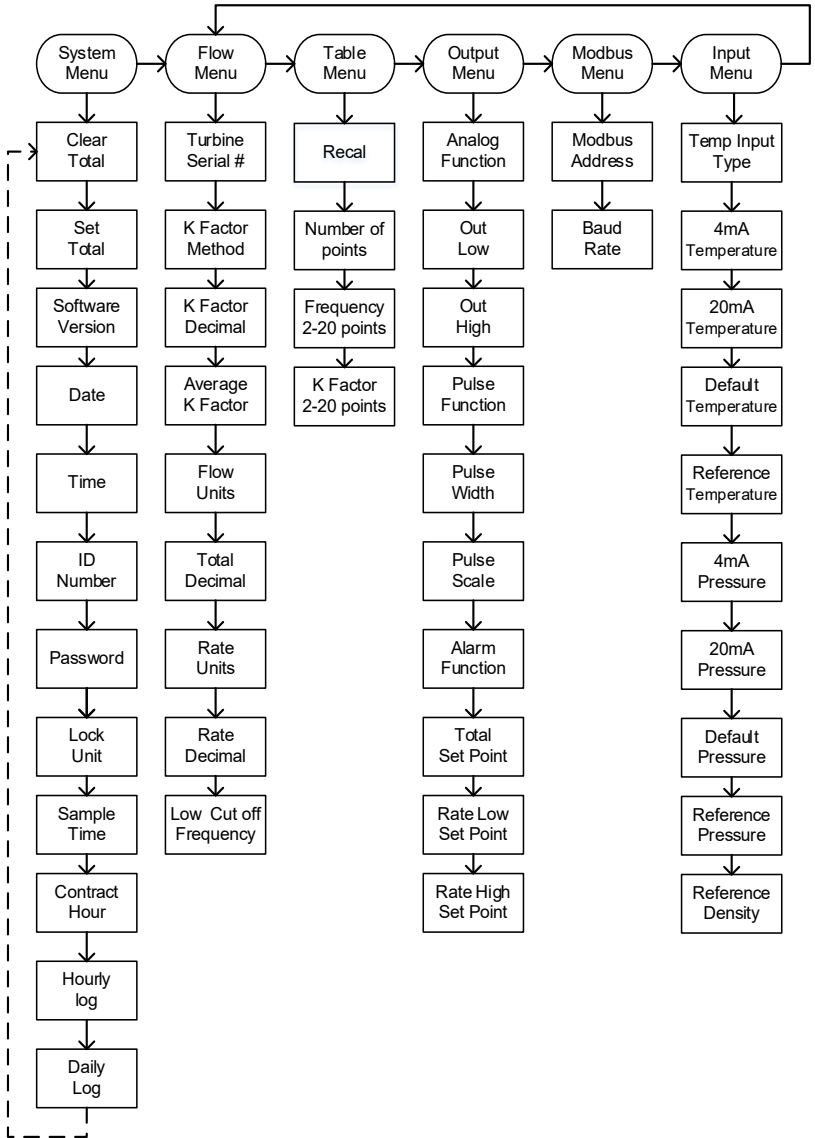 System
Menu
Flow
Menu
Table
Menu
Output
Menu
Modbus
Menu
Input
Menu
Clear
Total
Set
Total
Software
Version
Date
Time
ID
Number
Password
Lock
Unit
Sample
Time
Contract
Hour
Hourly
log
Daily
Log
Turbine
Serial #
K Factor
Method
K Factor
Decimal
Average
K Factor
Flow
Units
Total
Decimal
Rate
Units
Rate
Decimal
Low Cut off
Frequency
Recal
Number of
points
Frequency
2-20 points
K Factor
2-20 points
Analog
Function
Out
Low
Out
High
Pulse
Function
Pulse
Width
Pulse
Scale
Alarm
Function
Total
Set Point
Rate Low
Set Point
Rate High
Set Point
Modbus
Address
Baud
Rate
Temp Input
Type
4mA
Temperature
20mA
Temperature
Default
Temperature
Reference
Temperature
4mA
Pressure
20mA
Pressure
Default
Pressure
Reference
Pressure
Reference
Density